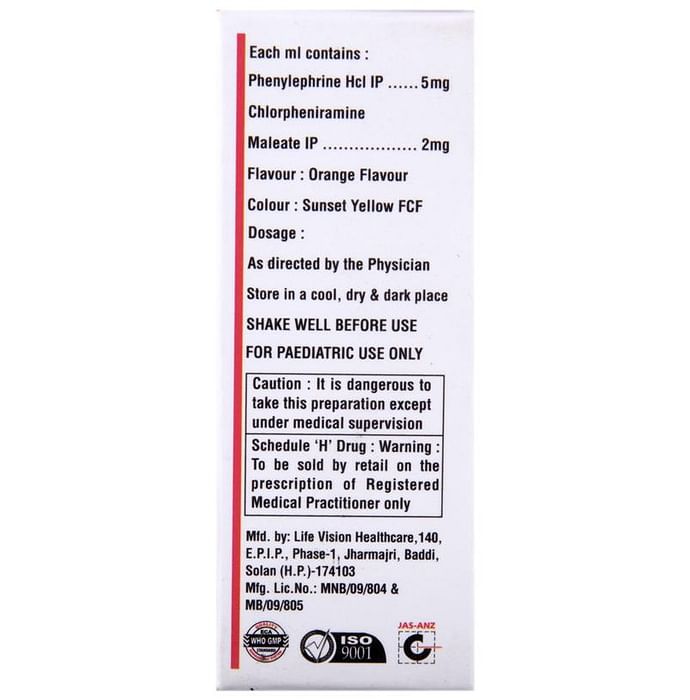 Each ml contains :
Phenylephrine Hcl IP ...... 5mg
Chlorpheniramine
Maleate IP .................. 2mg
Flavour : Orange Flavour
Colour : Sunset Yellow FCF
Dosage :
As directed by the Physician
Store in a cool, dry & dark place
SHAKE WELL BEFORE USE
FOR PAEDIATRIC USE ONLY
Caution : It is dangerous to
take this preparation except
under medical supervision
Schedule 'H' Drug : Warning :
To be sold by retail on the
prescription of Registered
Medical Practitioner only
Mfd. by: Life Vision Healthcare,140,
E.P.I.P., Phase-1, Jharmajri, Baddi,
Solan (H.P.)-174103
Mfg. Lic.No.: MNB/09/804 &
MB/09/805
WHO GMP
ISO
9001
JAS-ANZ